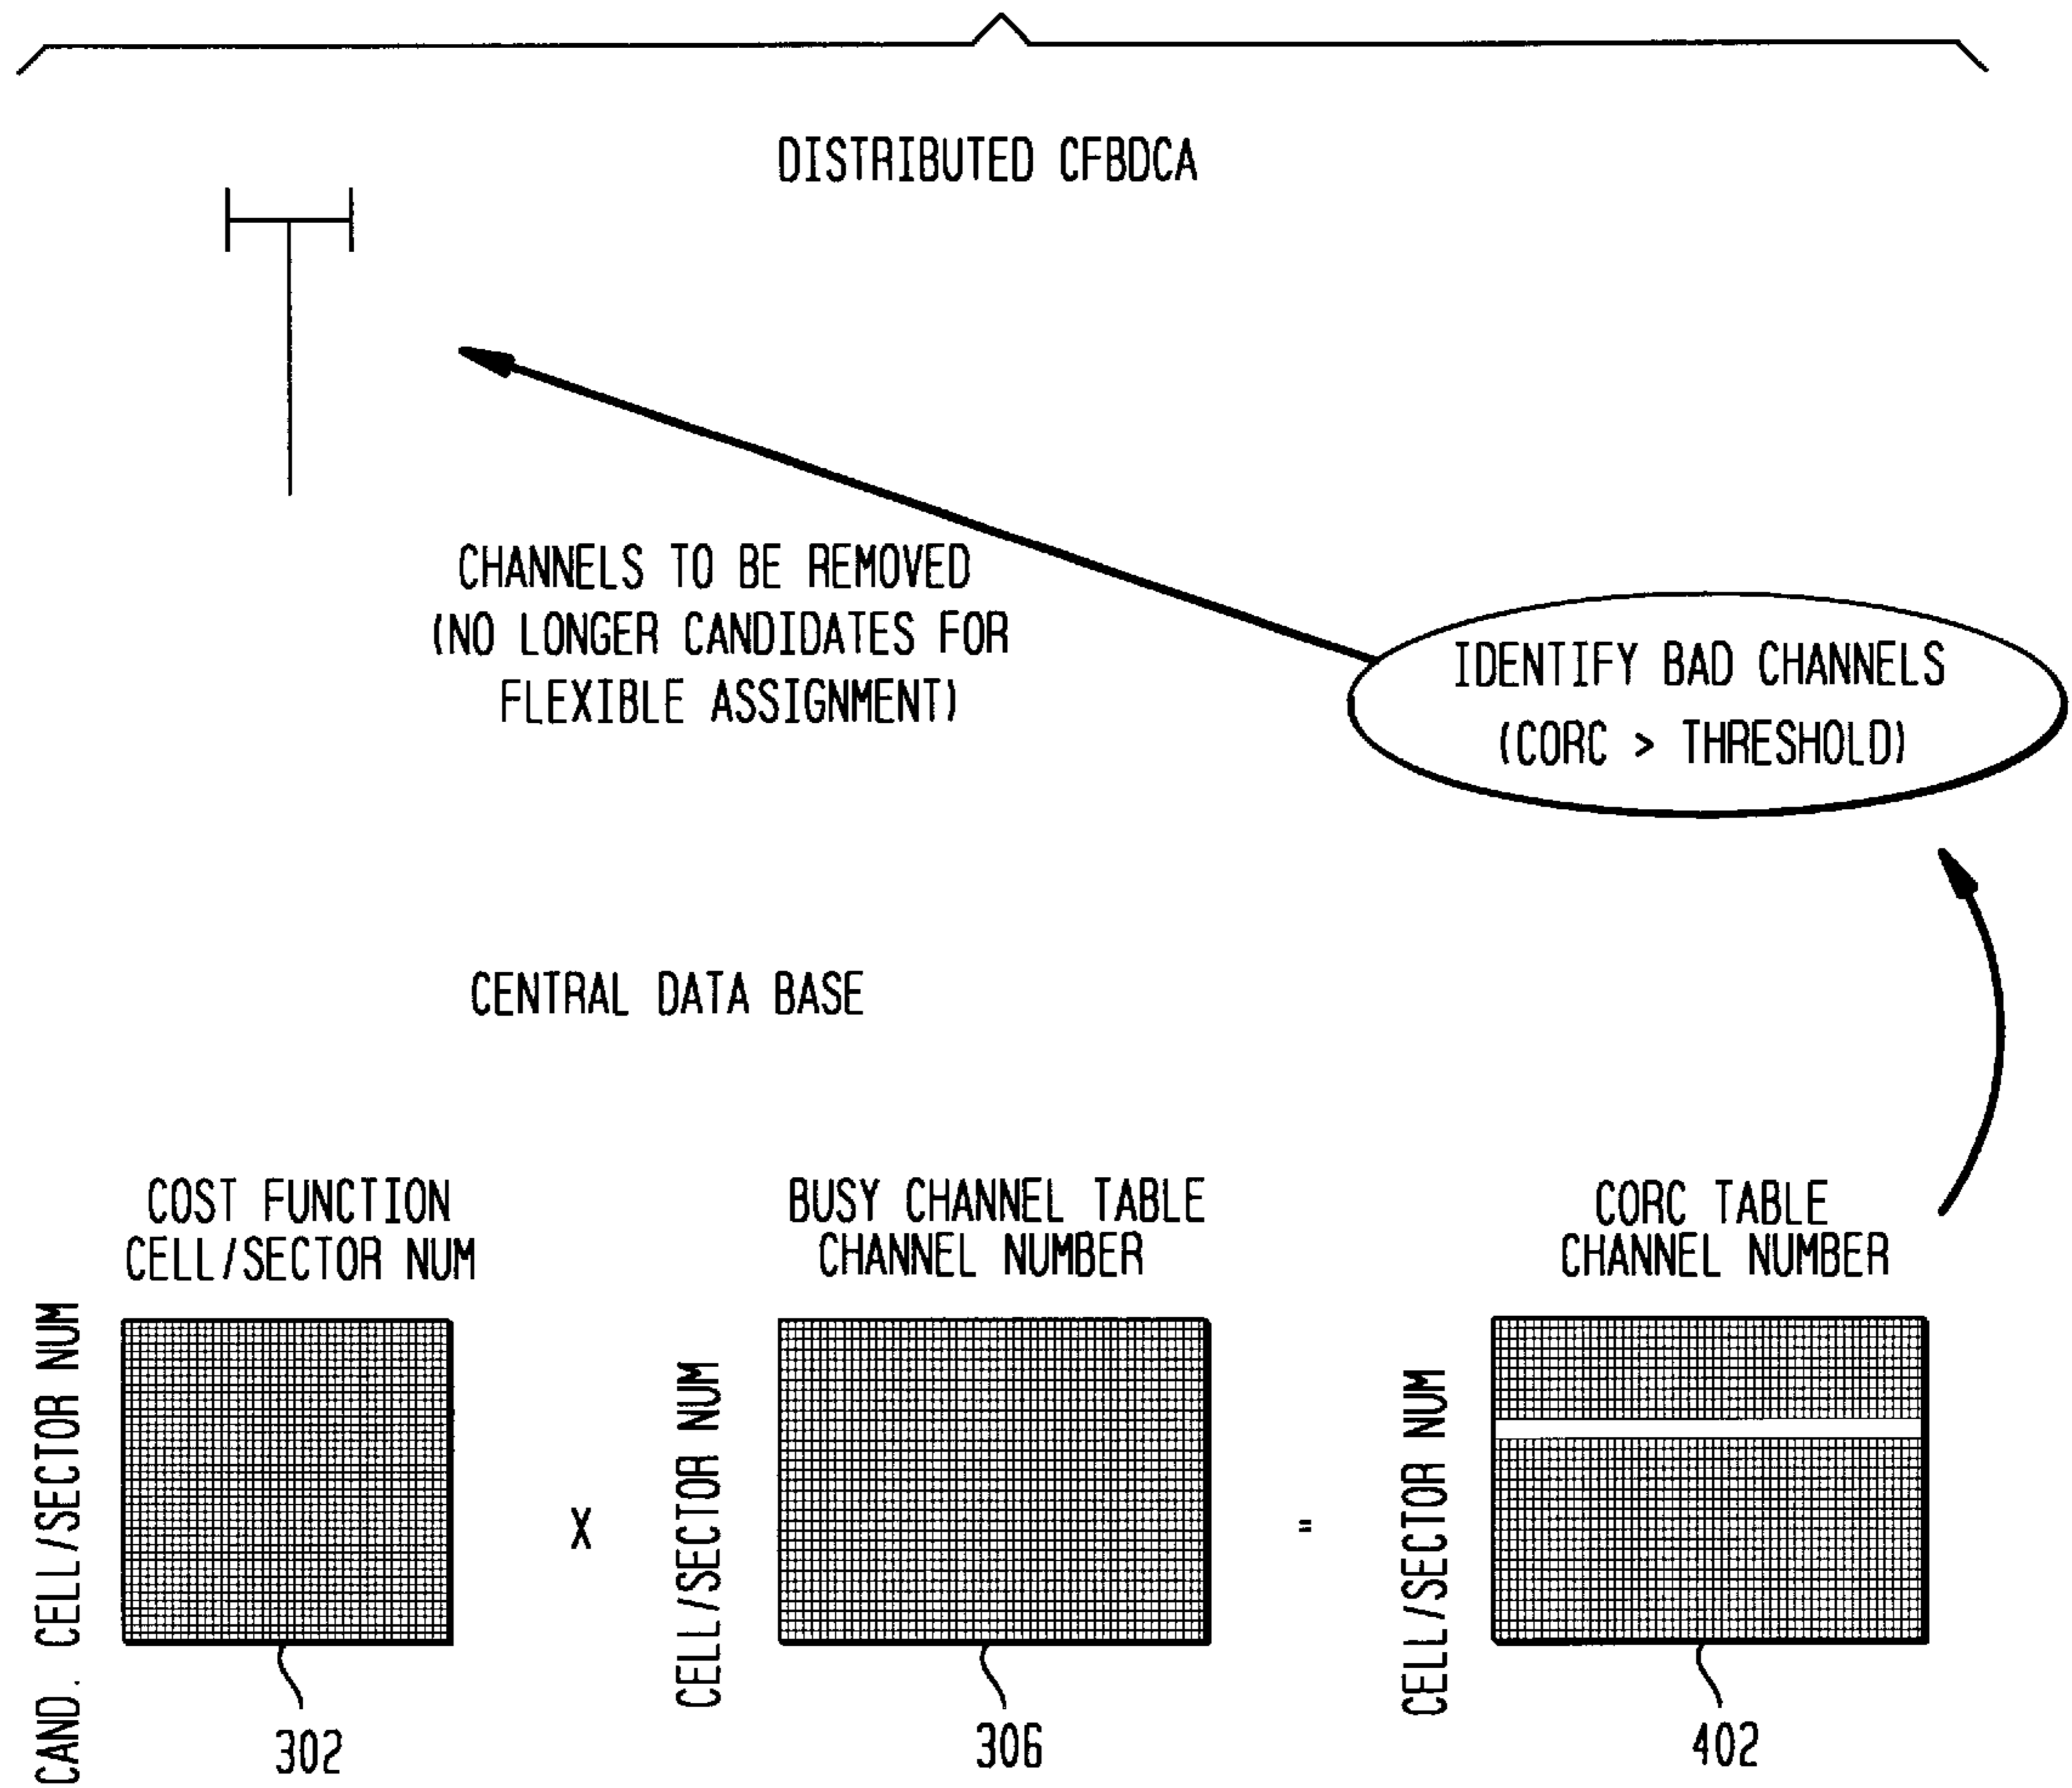 DISTRIBUTED CFBDCA
CHANNELS TO BE REMOVED
(NO LONGER CANDIDATES FOR
FLEXIBLE ASSIGNMENT)
IDENTIFY BAD CHANNELS
(CORC > THRESHOLD)
CENTRAL DATA BASE
COST FUNCTION
CELL/SECTOR NUM
CAND. CELL/SECTOR NUM
302
X
BUSY CHANNEL TABLE
CHANNEL NUMBER
CELL/SECTOR NUM
306
=
CORC TABLE
CHANNEL NUMBER
CELL/SECTOR NUM
402